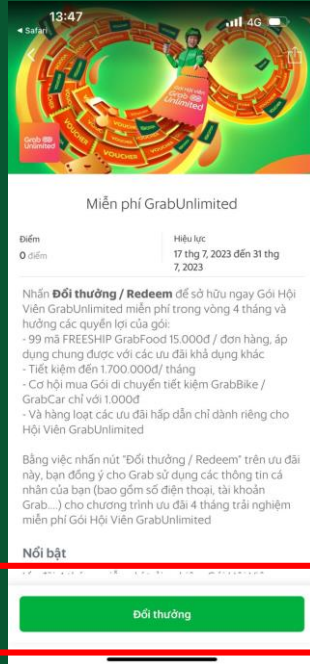 13:47
4G
Safari
VOUCHER
VOUCHER
VOUCHER
Grab
Unlimited
Miễn phí GrabUnlimited
Điểm
Hiệu lực
0 điểm
17 thg 7, 2023 đến 31 thg
7, 2023
Nhấn Đổi thưởng / Redeem để sở hữu ngay Gói Hội
Viên GrabUnlimited miễn phí trong vòng 4 tháng và
hưởng các quyền lợi của gói:
- 99 mã FREESHIP GrabFood 15.000đ / đơn hàng, áp
dụng chung được với các ưu đãi khả dụng khác
- Tiết kiệm đến 1.700.000đ/ tháng
- Cơ hội mua Gói di chuyển tiết kiệm GrabBike /
GrabCar chỉ với 1.000đ
- Và hàng loạt các ưu đãi hấp dẫn chỉ dành riêng cho
Hội Viên GrabUnlimited
Bằng việc nhấn nút "Đổi thưởng / Redeem" trên ưu đãi
này, bạn đồng ý cho Grab sử dụng các thông tin cá
nhân của bạn (bao gồm số điện thoại, tài khoản
Grab....) cho chương trình ưu đãi 4 tháng trải nghiệm
miễn phí Gói Hội Viên GrabUnlimited
Nổi bật
Đổi thưởng